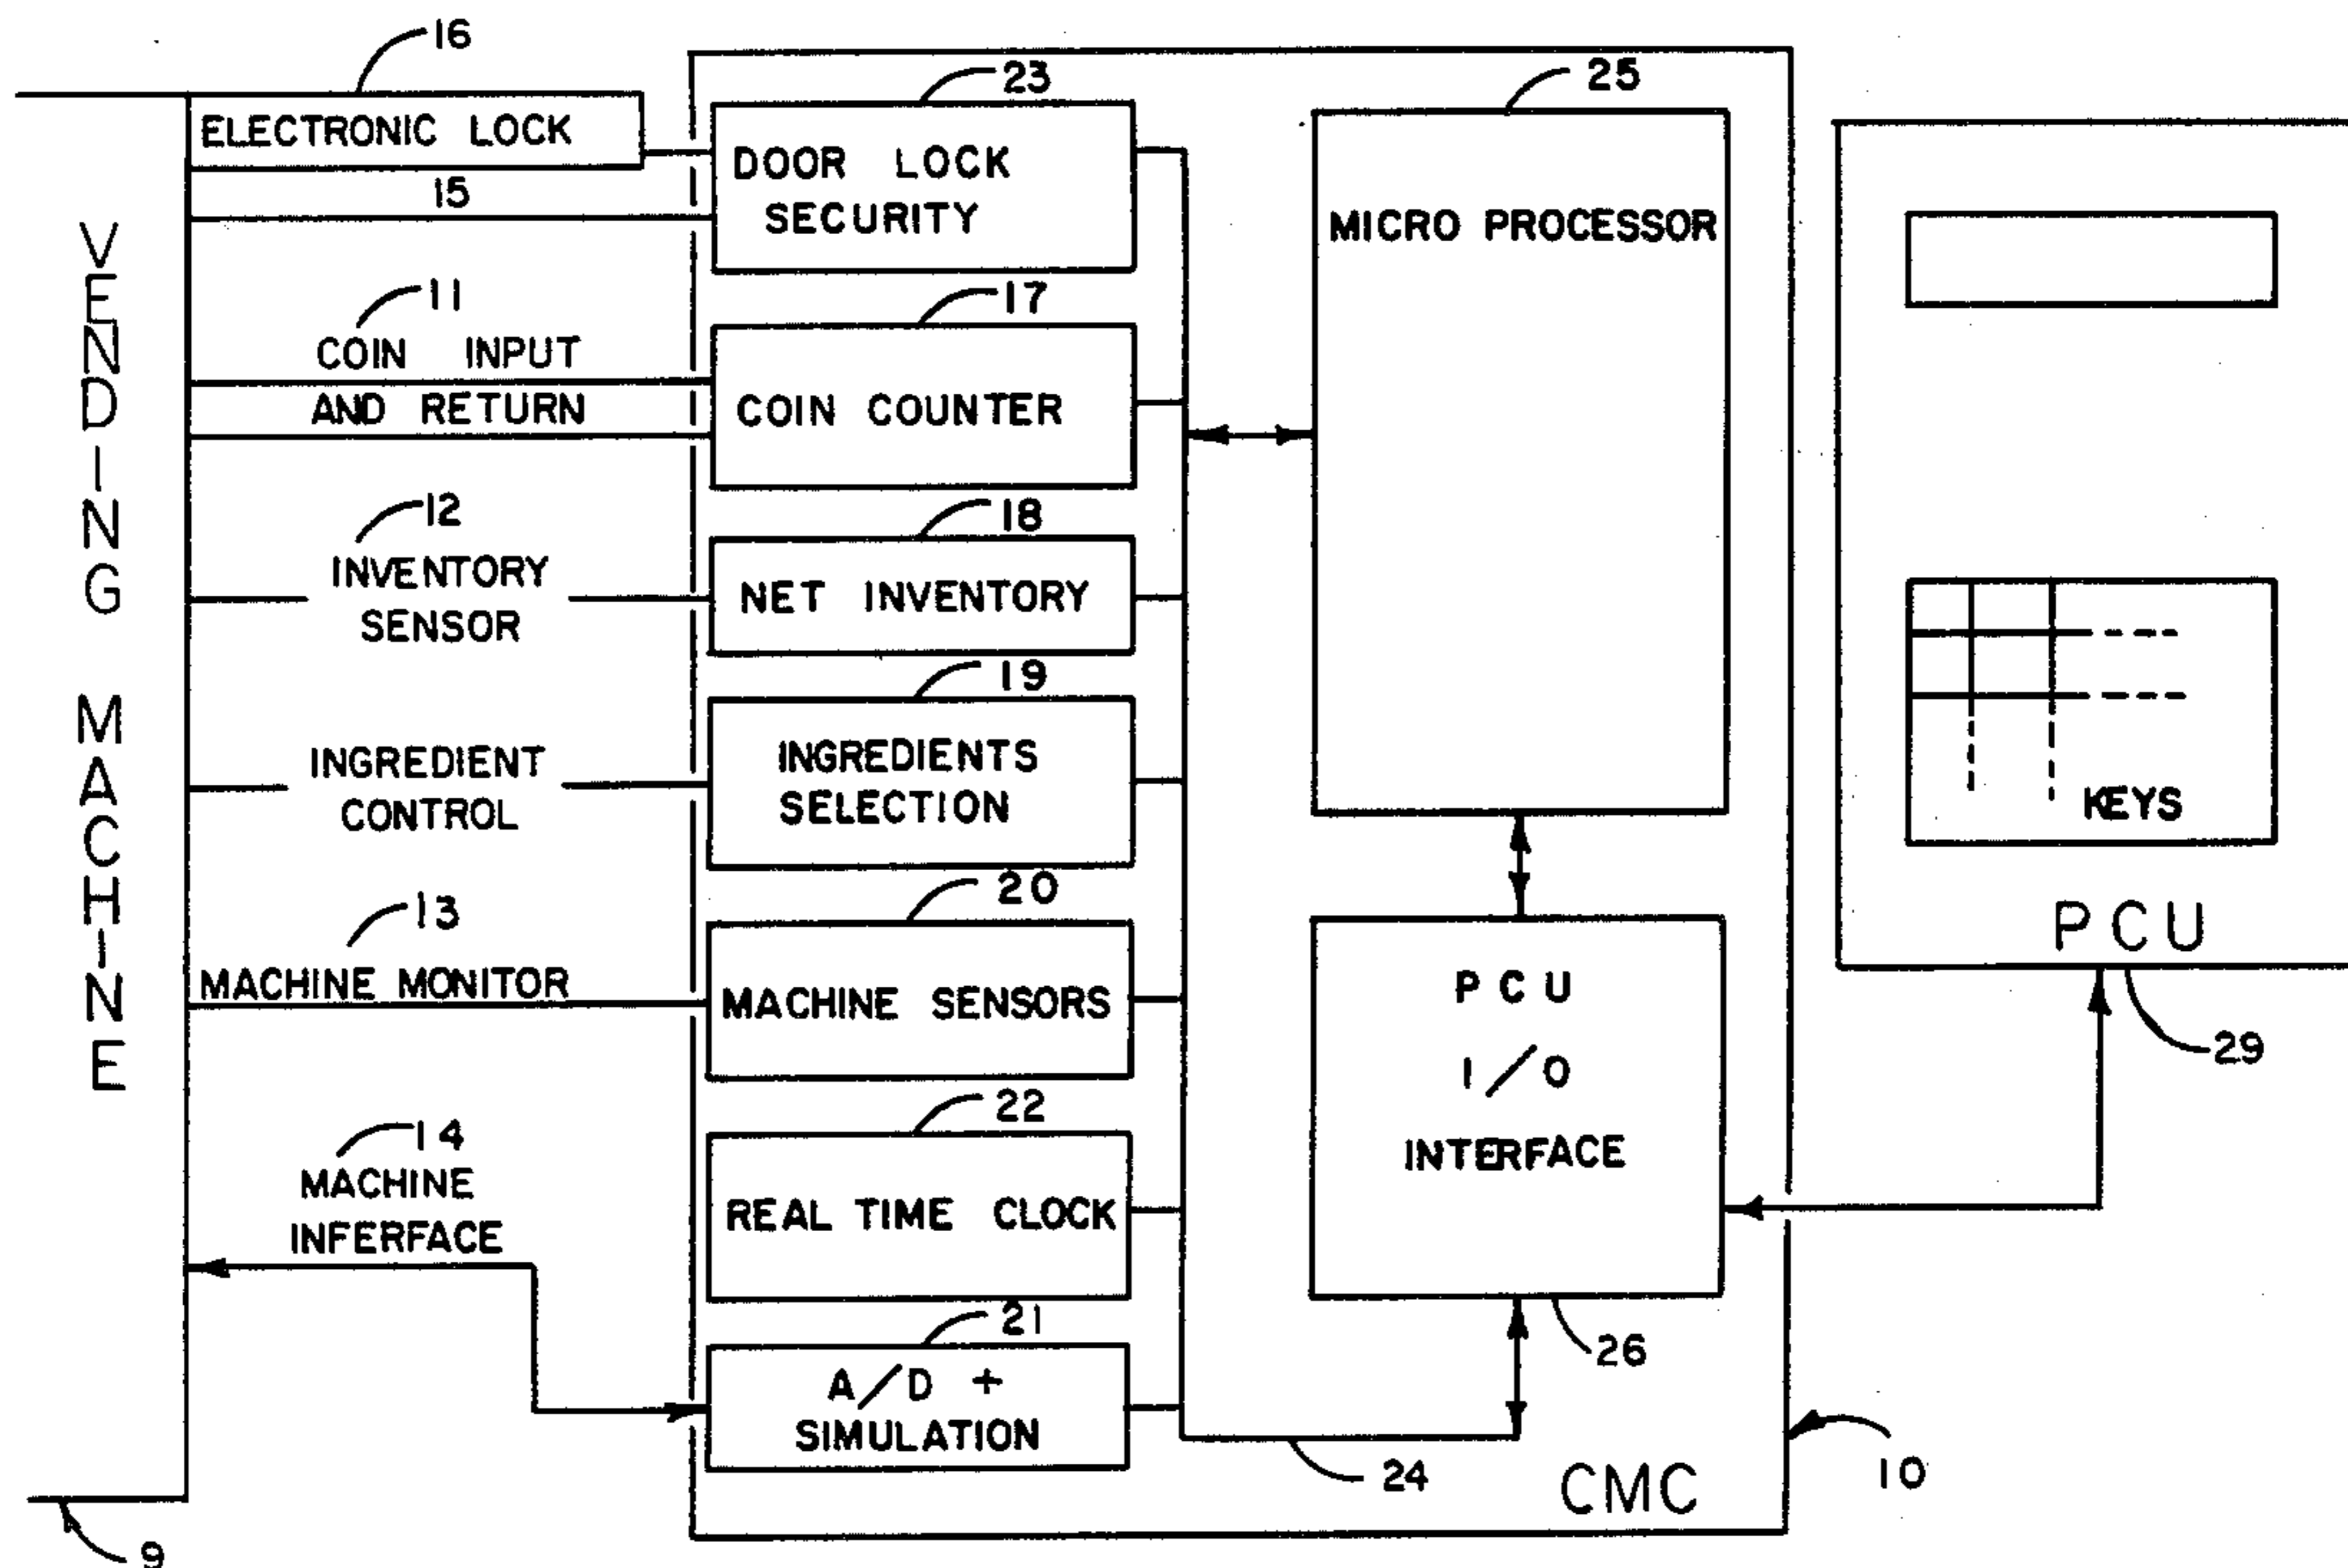 VENDING MACHINE
9
16
ELECTRONIC LOCK
15
11
COIN INPUT
AND RETURN
12
INVENTORY
SENSOR
INGREDIENT
CONTROL
13
MACHINE MONITOR
14
MACHINE
INFERFACE
23
DOOR LOCK
SECURITY
17
COIN COUNTER
18
NET INVENTORY
19
INGREDIENTS
SELECTION
20
MACHINE SENSORS
22
REAL TIME CLOCK
21
A/D +
SIMULATION
25
MICRO PROCESSOR
PCU
I/O
INTERFACE
26
24
CMC
10
KEYS
PCU
29